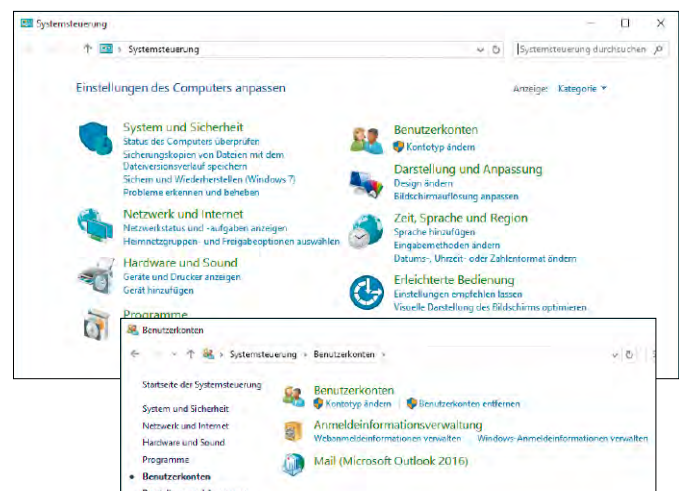 Systemsteuerung
Systemsteuerung
Systemsteuerung durchsuchen
Einstellungen des Computers anpassen
Anzeige: Kategorie
System und Sicherheit
Status des Computers überprüfen
Sicherungskopien von Dateien mit dem
Dateiversionsverlauf speichern
Sichern und Wiederherstellen (Windows 7)
Probleme erkennen und beheben
Netzwerk und Internet
Netzwerkstatus und -aufgaben anzeigen
Heimnetzgruppen- und Freigabeoptionen auswählen
Hardware und Sound
Geräte und Drucker anzeigen
Gerät hinzufügen
Programme
Benutzerkonten
Kontotyp ändern
Darstellung und Anpassung
Design ändern
Bildschirmauflösung anpassen
Zeit, Sprache und Region
Sprache hinzufügen
Eingabemethoden ändern
Datums-, Uhrzeit- oder Zahlenformat ändern
Erleichterte Bedienung
Einstellungen empfehlen lassen
Visuelle Darstellung des Bildschirms optimieren
Benutzerkonten
Systemsteuerung › Benutzerkonten ›
Startseite der Systemsteuerung
System und Sicherheit
Netzwerk und Internet
Hardware und Sound
Programme
Benutzerkonten
Benutzerkonten
Kontotyp ändern Benutzerkonten entfernen
Anmeldeinformationsverwaltung
Webanmeldeinformationen verwalten Windows-Anmeldeinformationen verwalten
Mail (Microsoft Outlook 2016)